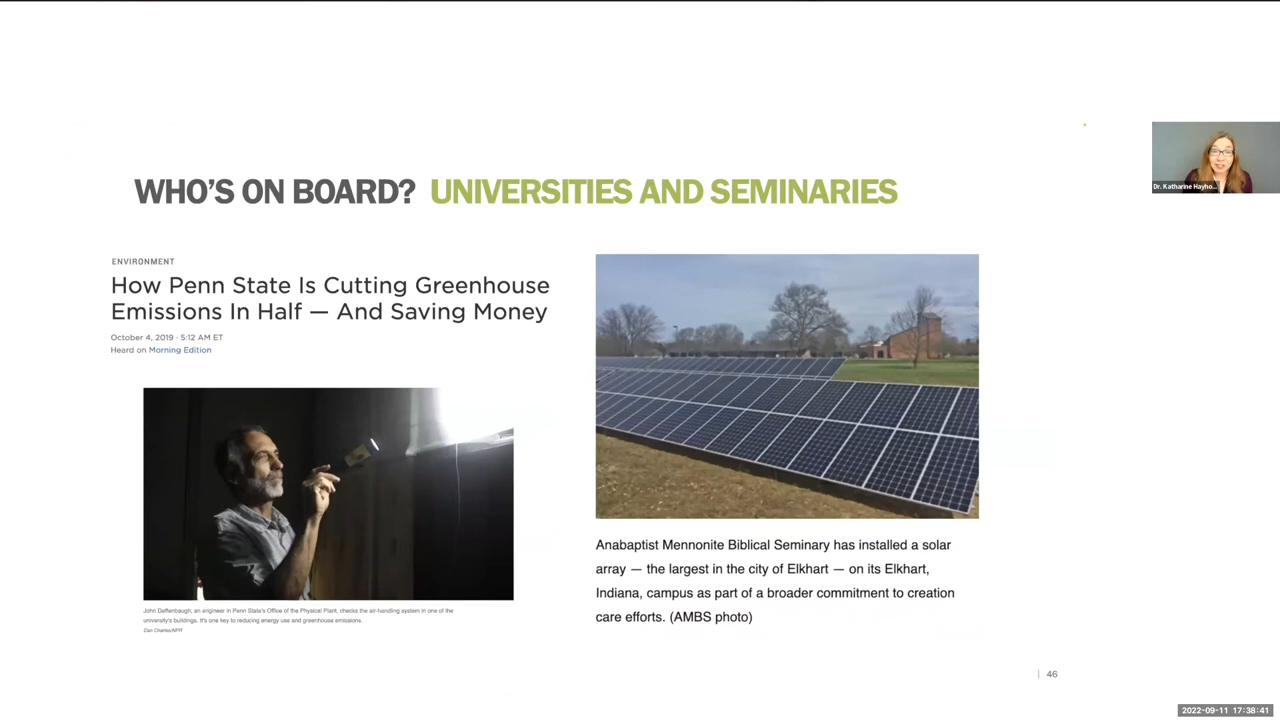 WHO'S ON BOARD? UNIVERSITIES AND SEMINARIES
ENVIRONMENT
How Penn State Is Cutting Greenhouse
Emissions In Half — And Saving Money
October 4, 2019 · 5:12 AM ET
Heard on Morning Edition
John Deffenbaugh, an engineer in Penn State's Office of the Physical Plant, checks the air-handling system in one of the
university's buildings. It's one key to reducing energy use and greenhouse emissions.
Dan Charles/NPR
Anabaptist Mennonite Biblical Seminary has installed a solar
array — the largest in the city of Elkhart — on its Elkhart,
Indiana, campus as part of a broader commitment to creation
care efforts. (AMBS photo)
Dr. Katharine Hayho...
46
2022-09-11 17:38:41